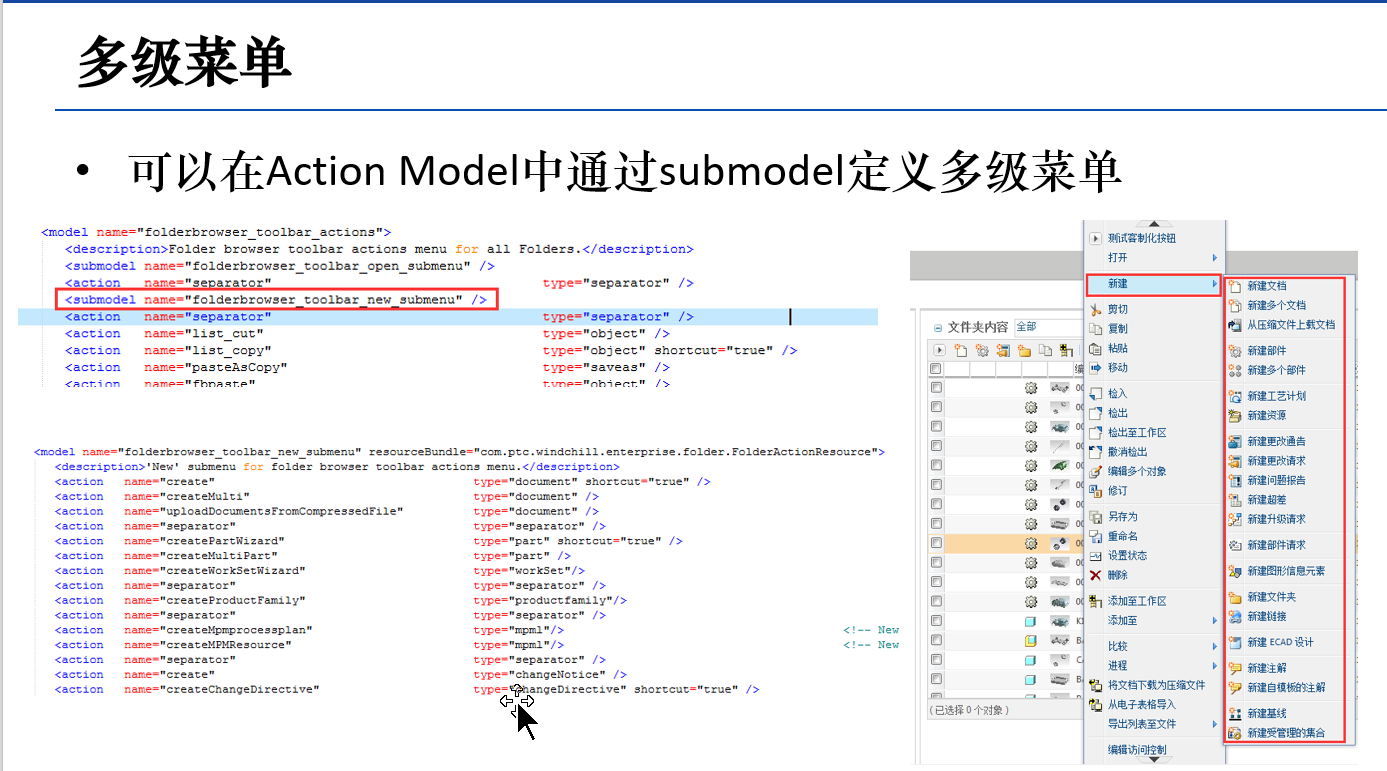 多级菜单
• 可以在Action Model中通过submodel定义多级菜单
<model name="folderbrowser_toolbar_actions">
<description>Folder browser toolbar actions menu for all Folders.</description>
<submodel name="folderbrowser_toolbar_open_submenu" />
<action name="separator" type="separator" />
<submodel name="folderbrowser_toolbar_new_submenu" />
<action name="separator" type="separator" />
<action name="list_cut" type="object" />
<action name="list_copy" type="object" shortcut="true" />
<action name="pasteAsCopy" type="saveas" />
<action name="fbpaste" type="object" />
<model name="folderbrowser_toolbar_new_submenu" resourceBundle="com.ptc.windchill.enterprise.folder.FolderActionResource">
<description>'New' submenu for folder browser toolbar actions menu.</description>
<action name="create" type="document" shortcut="true" />
<action name="createMulti" type="document" />
<action name="uploadDocumentsFromCompressedFile" type="document" />
<action name="separator" type="separator" />
<action name="createPartWizard" type="part" shortcut="true" />
<action name="createMultiPart" type="part" />
<action name="createWorkSetWizard" type="workSet"/>
<action name="separator" type="separator" />
<action name="createProductFamily" type="productfamily"/>
<action name="separator" type="separator" />
<action name="createMpmprocessplan" type="mpml"/> <!-- New
<action name="createMPMResource" type="mpml"/> <!-- New
<action name="separator" type="separator" />
<action name="create" type="changeNotice" />
<action name="createChangeDirective" type="changeDirective" shortcut="true" />
文件夹内容 全部
(已选择 0 个对象)
测试客制化按钮
打开
新建
剪切
复制
粘贴
移动
检入
检出
检出至工作区
撤消检出
编辑多个对象
修订
另存为
重命名
设置状态
删除
添加至工作区
添加至
比较
进程
将文档下载为压缩文件
从电子表格导入
导出列表至文件
编辑访问控制
新建文档
新建多个文档
从压缩文件上载文档
新建部件
新建多个部件
新建工艺计划
新建资源
新建更改通告
新建更改请求
新建问题报告
新建超差
新建升级请求
新建部件请求
新建图形信息元素
新建文件夹
新建链接
新建 ECAD 设计
新建注解
新建自模板的注解
新建基线
新建受管理的集合